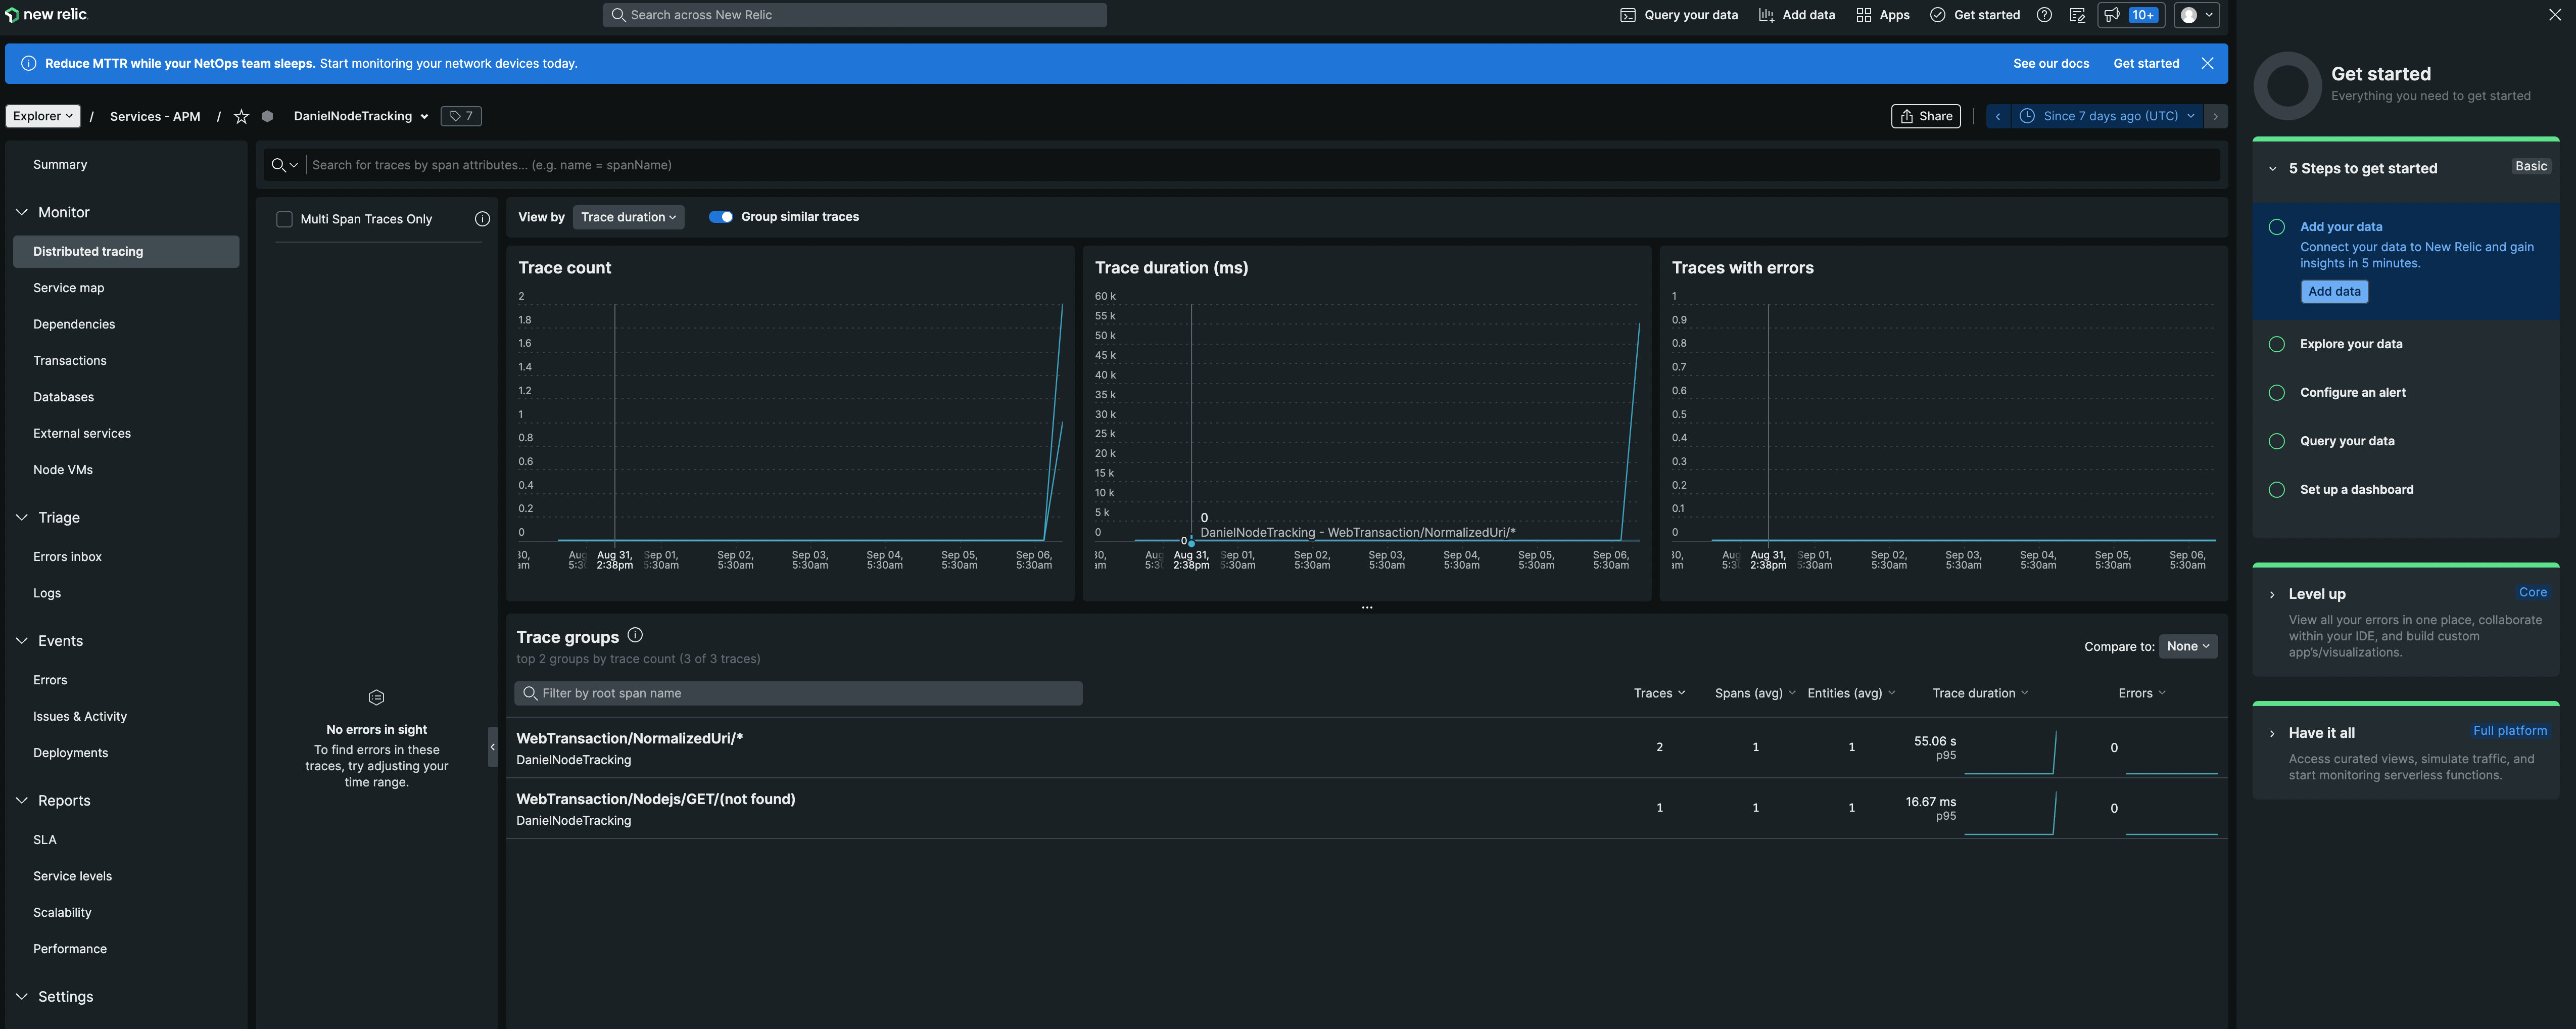 new relic
Search across New Relic
Query your data
Add data
Apps
Get started
10+
Reduce MTTR while your NetOps team sleeps. Start monitoring your network devices today.
See our docs
Get started
Explorer
/
Services - APM
/
DanielNodeTracking
7
Share
Since 7 days ago (UTC)
Summary
Monitor
Distributed tracing
Service map
Dependencies
Transactions
Databases
External services
Node VMs
Triage
Errors inbox
Logs
Events
Errors
Issues & Activity
Deployments
Reports
SLA
Service levels
Scalability
Performance
Settings
Search for traces by span attributes... (e.g. name = spanName)
Multi Span Traces Only
No errors in sight
To find errors in these
traces, try adjusting your
time range.
View by
Trace duration
Group similar traces
Trace count
2
1.8
1.6
1.4
1.2
1
0.8
0.6
0.4
0.2
0
30, Aug Aug 31, Sep 01, Sep 02, Sep 03, Sep 04, Sep 05, Sep 06,
am 5:30 2:38pm 5:30am 5:30am 5:30am 5:30am 5:30am 5:30am
Trace duration (ms)
60 k
55 k
50 k
45 k
40 k
35 k
30 k
25 k
20 k
15 k
10 k
5 k
0
0
DanielNodeTracking - WebTransaction/NormalizedUri/*
0
30, Aug Aug 31, Sep 01, Sep 02, Sep 03, Sep 04, Sep 05, Sep 06,
am 5:30 2:38pm 5:30am 5:30am 5:30am 5:30am 5:30am 5:30am
Traces with errors
1
0.9
0.8
0.7
0.6
0.5
0.4
0.3
0.2
0.1
0
30, Aug Aug 31, Sep 01, Sep 02, Sep 03, Sep 04, Sep 05, Sep 06,
am 5:30 2:38pm 5:30am 5:30am 5:30am 5:30am 5:30am 5:30am
...
Trace groups
top 2 groups by trace count (3 of 3 traces)
Compare to: None
Filter by root span name
Traces Spans (avg) Entities (avg) Trace duration Errors
WebTransaction/NormalizedUri/*
DanielNodeTracking
2 1 1 55.06 s 0
p95
WebTransaction/Nodejs/GET/(not found)
DanielNodeTracking
1 1 1 16.67 ms 0
p95
Get started
Everything you need to get started
5 Steps to get started
Basic
Add your data
Connect your data to New Relic and gain
insights in 5 minutes.
Add data
Explore your data
Configure an alert
Query your data
Set up a dashboard
Level up
Core
View all your errors in one place, collaborate
within your IDE, and build custom
app's/visualizations.
Have it all
Full platform
Access curated views, simulate traffic, and
start monitoring serverless functions.